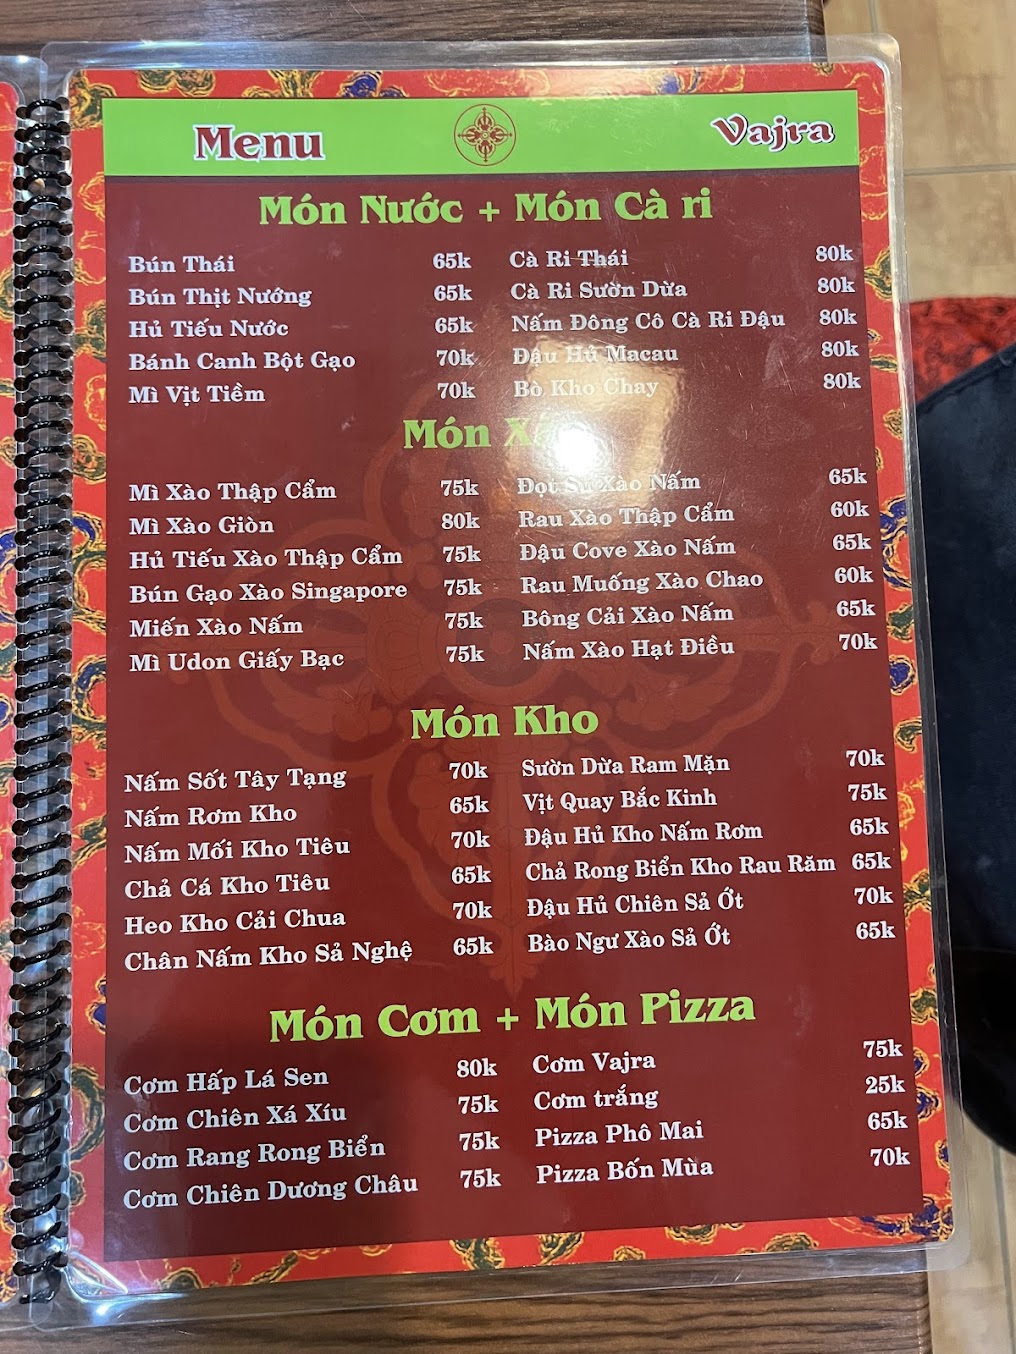 Menu
Vajra
Món Nước + Món Cà ri
Bún Thái 65k
Bún Thịt Nướng 65k
Hủ Tiếu Nước 65k
Bánh Canh Bột Gạo 70k
Mì Vịt Tiềm 70k
Cà Ri Thái 80k
Cà Ri Sườn Dừa 80k
Nấm Đông Cô Cà Ri Đậu 80k
Đậu Hủ Macau 80k
Bò Kho Chay 80k
Món
Mì Xào Thập Cẩm 75k
Mì Xào Giòn 80k
Hủ Tiếu Xào Thập Cẩm 75k
Bún Gạo Xào Singapore 75k
Miến Xào Nấm 75k
Mì Udon Giấy Bạc 75k
Đọt Su Xào Nấm 65k
Rau Xào Thập Cẩm 60k
Đậu Cove Xào Nấm 65k
Rau Muống Xào Chao 60k
Bông Cải Xào Nấm 65k
Nấm Xào Hạt Điều 70k
Món Kho
Nấm Sốt Tây Tạng 70k
Nấm Rơm Kho 65k
Nấm Mối Kho Tiêu 70k
Chả Cá Kho Tiêu 65k
Heo Kho Cải Chua 70k
Chân Nấm Kho Sả Nghệ 65k
Sườn Dừa Ram Mặn 70k
Vịt Quay Bắc Kinh 75k
Đậu Hủ Kho Nấm Rơm 65k
Chả Rong Biển Kho Rau Răm 65k
Đậu Hủ Chiên Sả Ớt 70k
Bào Ngư Xào Sả Ớt 65k
Món Cơm + Món Pizza
Cơm Hấp Lá Sen 80k
Cơm Chiên Xá Xíu 75k
Cơm Rang Rong Biển 75k
Cơm Chiên Dương Châu 75k
Cơm Vajra 75k
Cơm trắng 25k
Pizza Phô Mai 65k
Pizza Bốn Mùa 70k